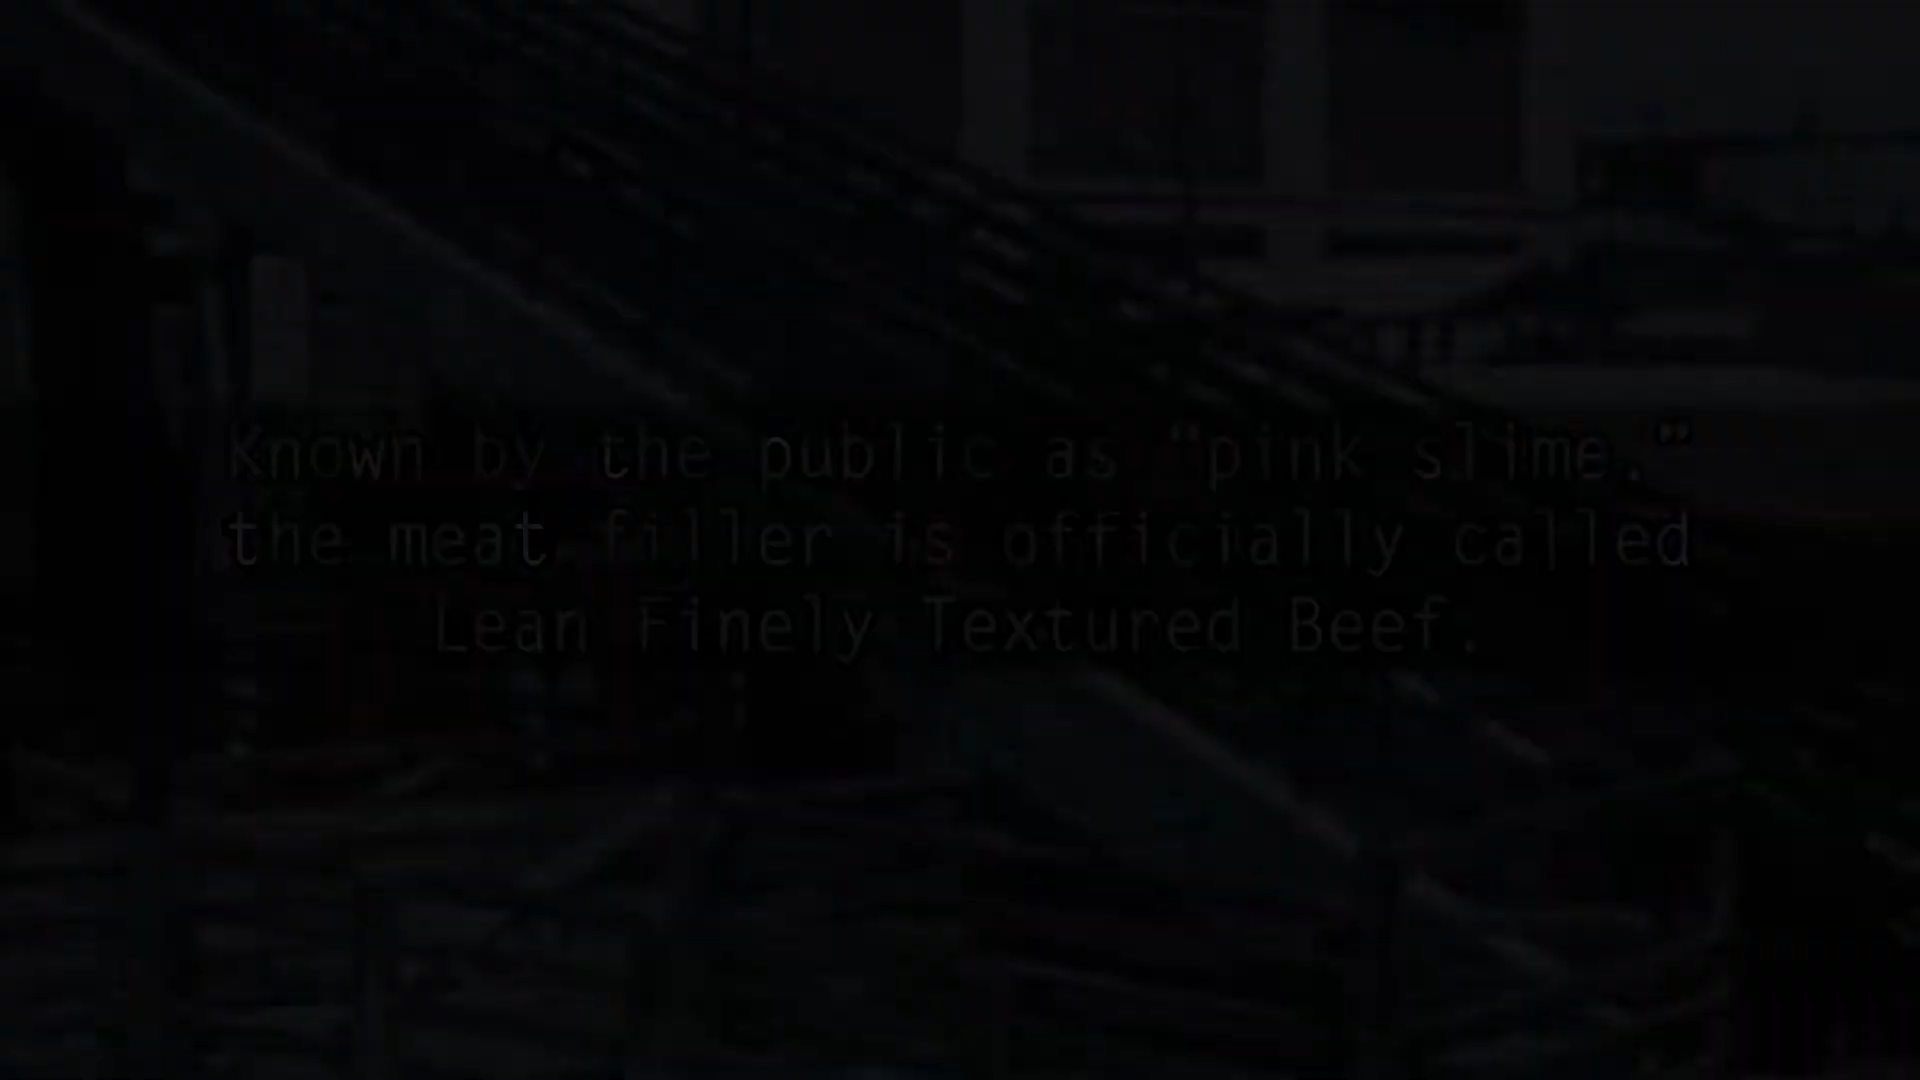 Known by the public as “pink slime,”
the meat filler is officially called
Lean Finely Textured Beef.